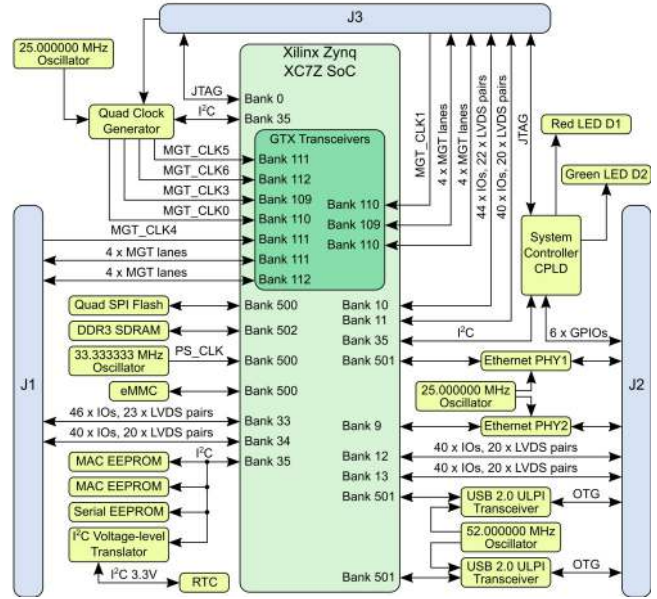 J3
25.000000 MHz
Oscillator
Xilinx Zynq
XC7Z SoC
JTAG
Bank 0
I²C
Bank 35
Quad Clock
Generator
GTX Transceivers
MGT_CLK5
Bank 111
MGT_CLK6
Bank 112
MGT_CLK3
Bank 109
MGT_CLK0
Bank 110
MGT_CLK4
Bank 111
4 x MGT lanes
Bank 111
4 x MGT lanes
Bank 112
Bank 110
Bank 109
Bank 110
MGT_CLK1
4 x MGT lanes
4 x MGT lanes
44 x IOs, 22 x LVDS pairs
40 x IOs, 20 x LVDS pairs
JTAG
Red LED D1
Green LED D2
System
Controller
CPLD
Quad SPI Flash
Bank 500
DDR3 SDRAM
Bank 502
33.333333 MHz
Oscillator
PS_CLK
Bank 500
eMMC
Bank 500
46 x IOs, 23 x LVDS pairs
Bank 33
40 x IOs, 20 x LVDS pairs
Bank 34
MAC EEPROM
I²C
Bank 35
MAC EEPROM
Serial EEPROM
I²C Voltage-level
Translator
I²C 3.3V
RTC
J1
Bank 10
Bank 11
Bank 35
I²C
6 x GPIOs
Bank 501
Ethernet PHY1
25.000000 MHz
Oscillator
Bank 9
Ethernet PHY2
Bank 12
40 x IOs, 20 x LVDS pairs
Bank 13
40 x IOs, 20 x LVDS pairs
Bank 501
USB 2.0 ULPI
Transceiver
OTG
52.000000 MHz
Oscillator
Bank 501
USB 2.0 ULPI
Transceiver
OTG
J2